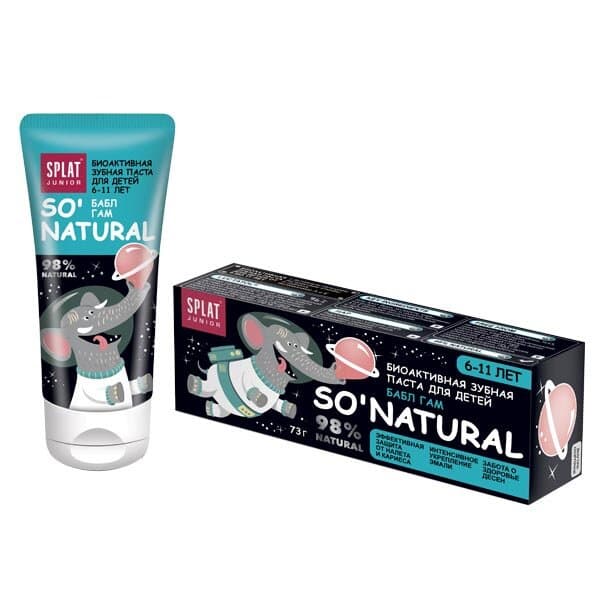 SPLAT
JUNIOR
БИОАКТИВНАЯ
ЗУБНАЯ ПАСТА
ДЛЯ ДЕТЕЙ
6-11 ЛЕТ
SO'
NATURAL
БАБЛ
ГАМ
98%
NATURAL
SPLAT
JUNIOR
6-11 ЛЕТ
БИОАКТИВНАЯ ЗУБНАЯ
ПАСТА ДЛЯ ДЕТЕЙ
БАБЛ ГАМ
SO'NATURAL
73 г
98%
NATURAL
ЭФФЕКТИВНАЯ
ЗАЩИТА
ОТ НАЛЕТА
И КАРИЕСА
ИНТЕНСИВНОЕ
УКРЕПЛЕНИЕ
ЭМАЛИ
ЗАБОТА О
ЗДОРОВЬЕ
ДЕСЕН